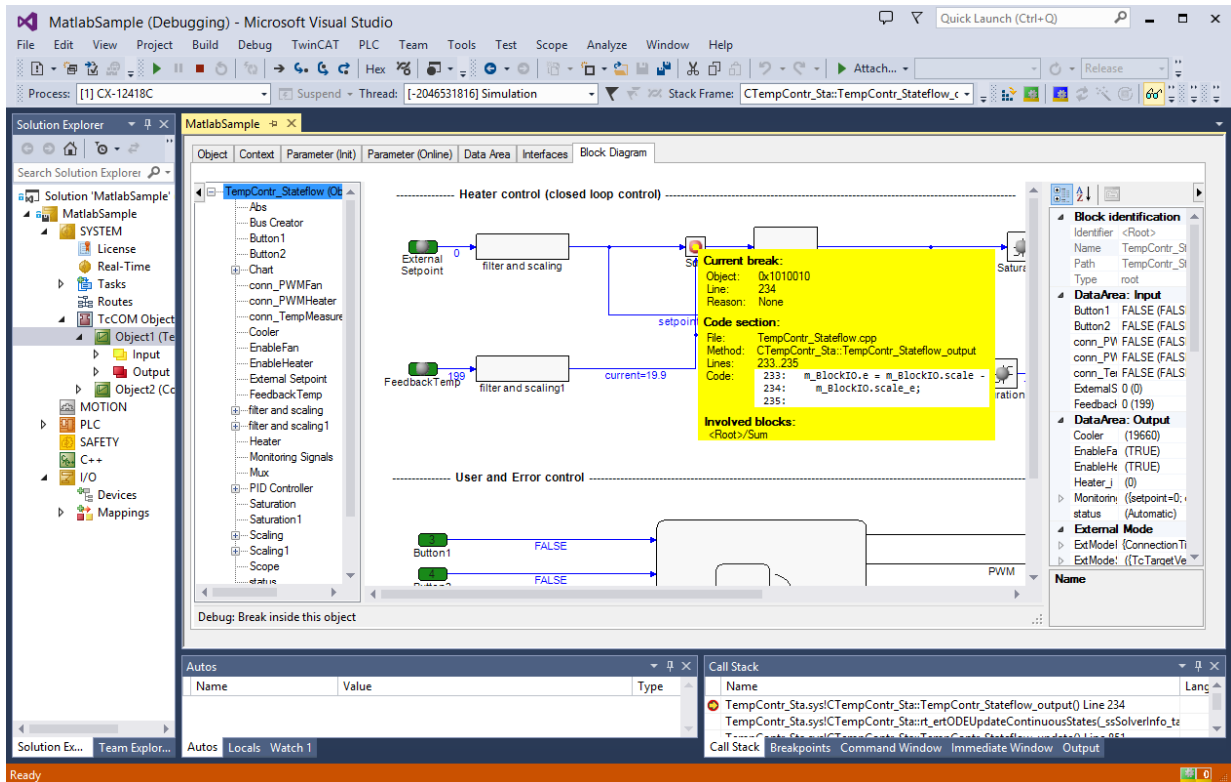 MatlabSample (Debugging) - Microsoft Visual Studio
Quick Launch (Ctrl+Q)
File Edit View Project Build Debug TwinCAT PLC Team Tools Test Scope Analyze Window Help
Hex Attach... Release
Process: [1] CX-12418C Suspend Thread: [-2046531816] Simulation Stack Frame: CTempContr_Sta::TempContr_Stateflow_c
Solution Explorer
Search Solution Explorer
Solution 'MatlabSample'
MatlabSample
SYSTEM
License
Real-Time
Tasks
Routes
TcCOM Object
Object1 (Te
Input
Output
Object2 (Cc
MOTION
PLC
SAFETY
C++
I/O
Devices
Mappings
Solution Ex... Team Explor...
MatlabSample
Object Context Parameter (Init) Parameter (Online) Data Area Interfaces Block Diagram
TempContr_Stateflow (Ob
Abs
Bus Creator
Button1
Button2
Chart
conn_PWMFan
conn_PWMHeater
conn_TempMeasure
Cooler
EnableFan
EnableHeater
External Setpoint
FeedbackTemp
filter and scaling
filter and scaling1
Heater
Monitoring Signals
Mux
PID Controller
Saturation
Saturation1
Scaling
Scaling1
Scope
status
Heater control (closed loop control)
External
Setpoint
0
filter and scaling
Satura
setpoin
FeedbackTemp
199
filter and scaling1
current=19.9
ration
Current break:
Object: 0x1010010
Line: 234
Reason: None
Code section:
File: TempContr_Stateflow.cpp
Method: CTempContr_Sta::TempContr_Stateflow_output
Lines: 233..235
Code: 233: m_BlockIO.e = m_BlockIO.scale -
234: m_BlockIO.scale_e;
235:
Involved blocks:
<Root>/Sum
User and Error control
3
Button1
FALSE
4
FALSE
PWM
Debug: Break inside this object
Block identification
Identifier <Root>
Name TempContr_St
Path TempContr_St
Type root
DataArea: Input
Button1 FALSE (FALS
Button2 FALSE (FALS
conn_PW FALSE (FALS
conn_PW FALSE (FALS
conn_Ter FALSE (FALS
ExternalS 0 (0)
Feedback 0 (199)
DataArea: Output
Cooler (19660)
EnableFa (TRUE)
EnableHe (TRUE)
Heater_i (0)
Monitoring ({setpoint=0;
status (Automatic)
External Mode
ExtModeI {ConnectionTi
ExtMode: ({TcTargetVe
Name
Autos
Name Value Type
Autos Locals Watch 1
Call Stack
Name Lang
TempContr_Sta.sys!CTempContr_Sta::TempContr_Stateflow_output() Line 234
TempContr_Sta.sys!CTempContr_Sta::rt_ertODEUpdateContinuousStates(_ssSolverInfo_ta
Call Stack Breakpoints Command Window Immediate Window Output
Ready
0